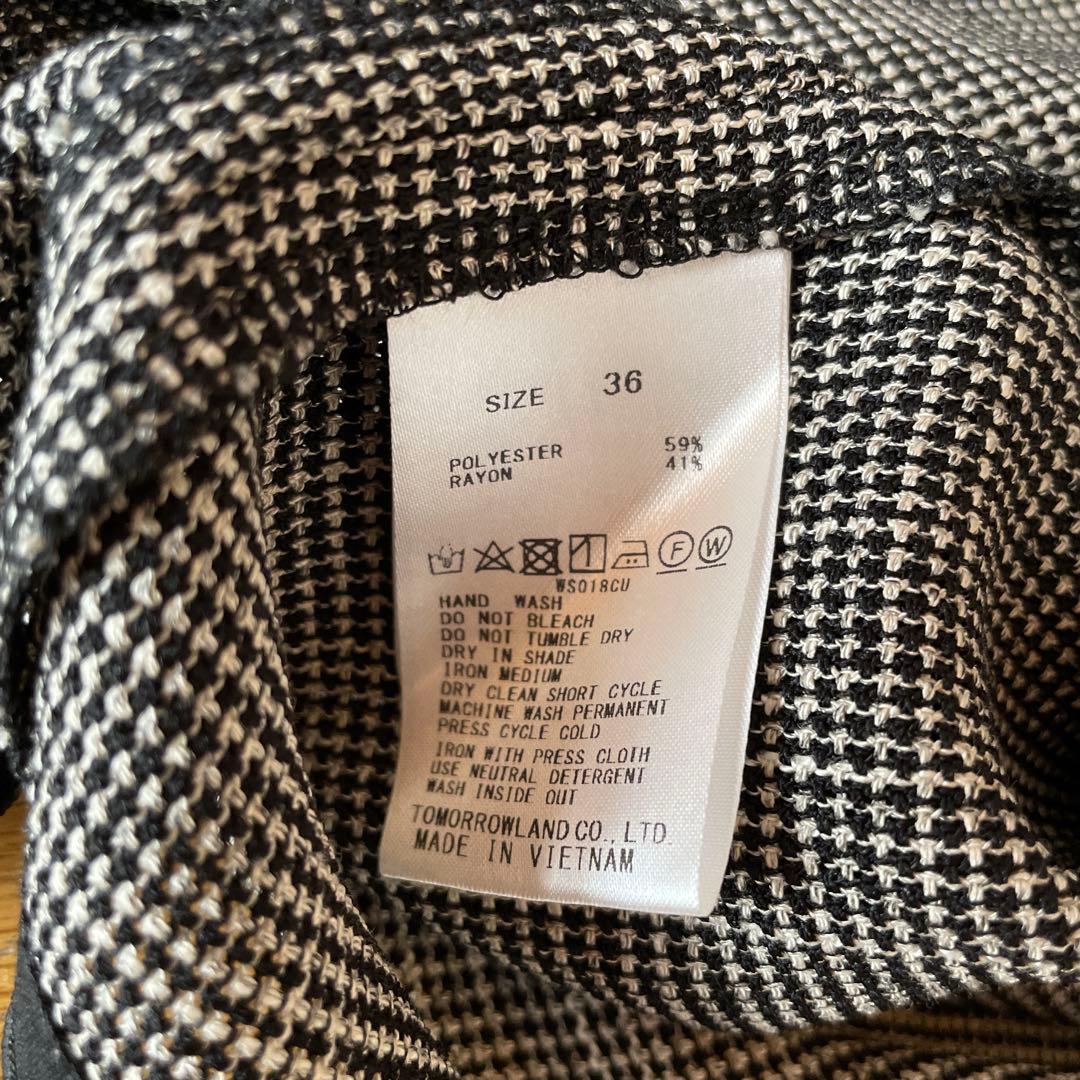 SIZE 36
POLYESTER 59%
RAYON 41%
F W
WS018CU
HAND WASH
DO NOT BLEACH
DO NOT TUMBLE DRY
DRY IN SHADE
IRON MEDIUM
DRY CLEAN SHORT CYCLE
MACHINE WASH PERMANENT
PRESS CYCLE COLD
IRON WITH PRESS CLOTH
USE NEUTRAL DETERGENT
WASH INSIDE OUT
TOMORROWLAND CO., LTD.
MADE IN VIETNAM